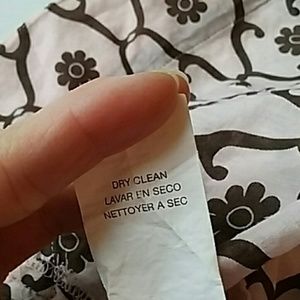 DRY CLEAN
LAVAR EN SECO
NETTOYER A SEC